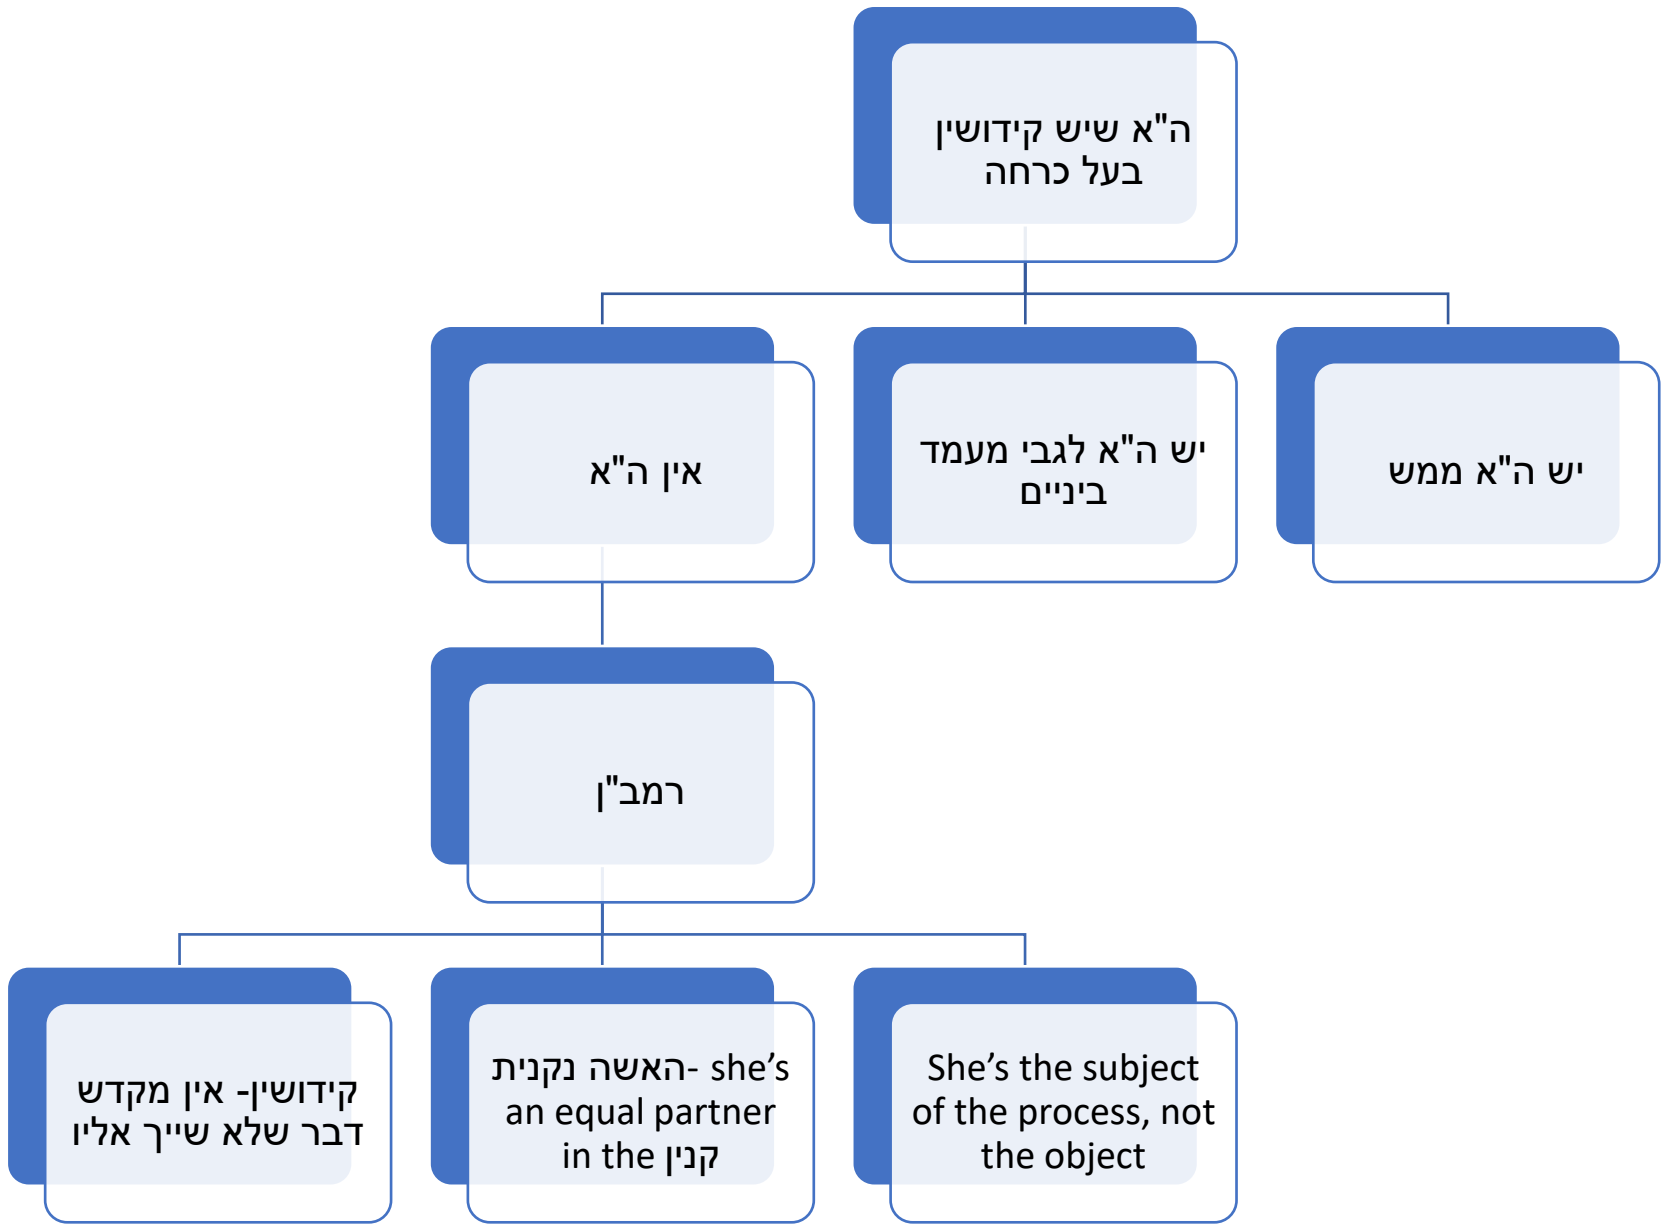 ה"א שיש קידושין
בעל כרחה
יש ה"א ממש
יש ה"א לגבי מעמד
ביניים
אין ה"א
רמב"ן
She’s the subject
of the process, not
the object
האשה נקנית- she’s
an equal partner
in the קנין
קידושין- אין מקדש
דבר שלא שייך אליו